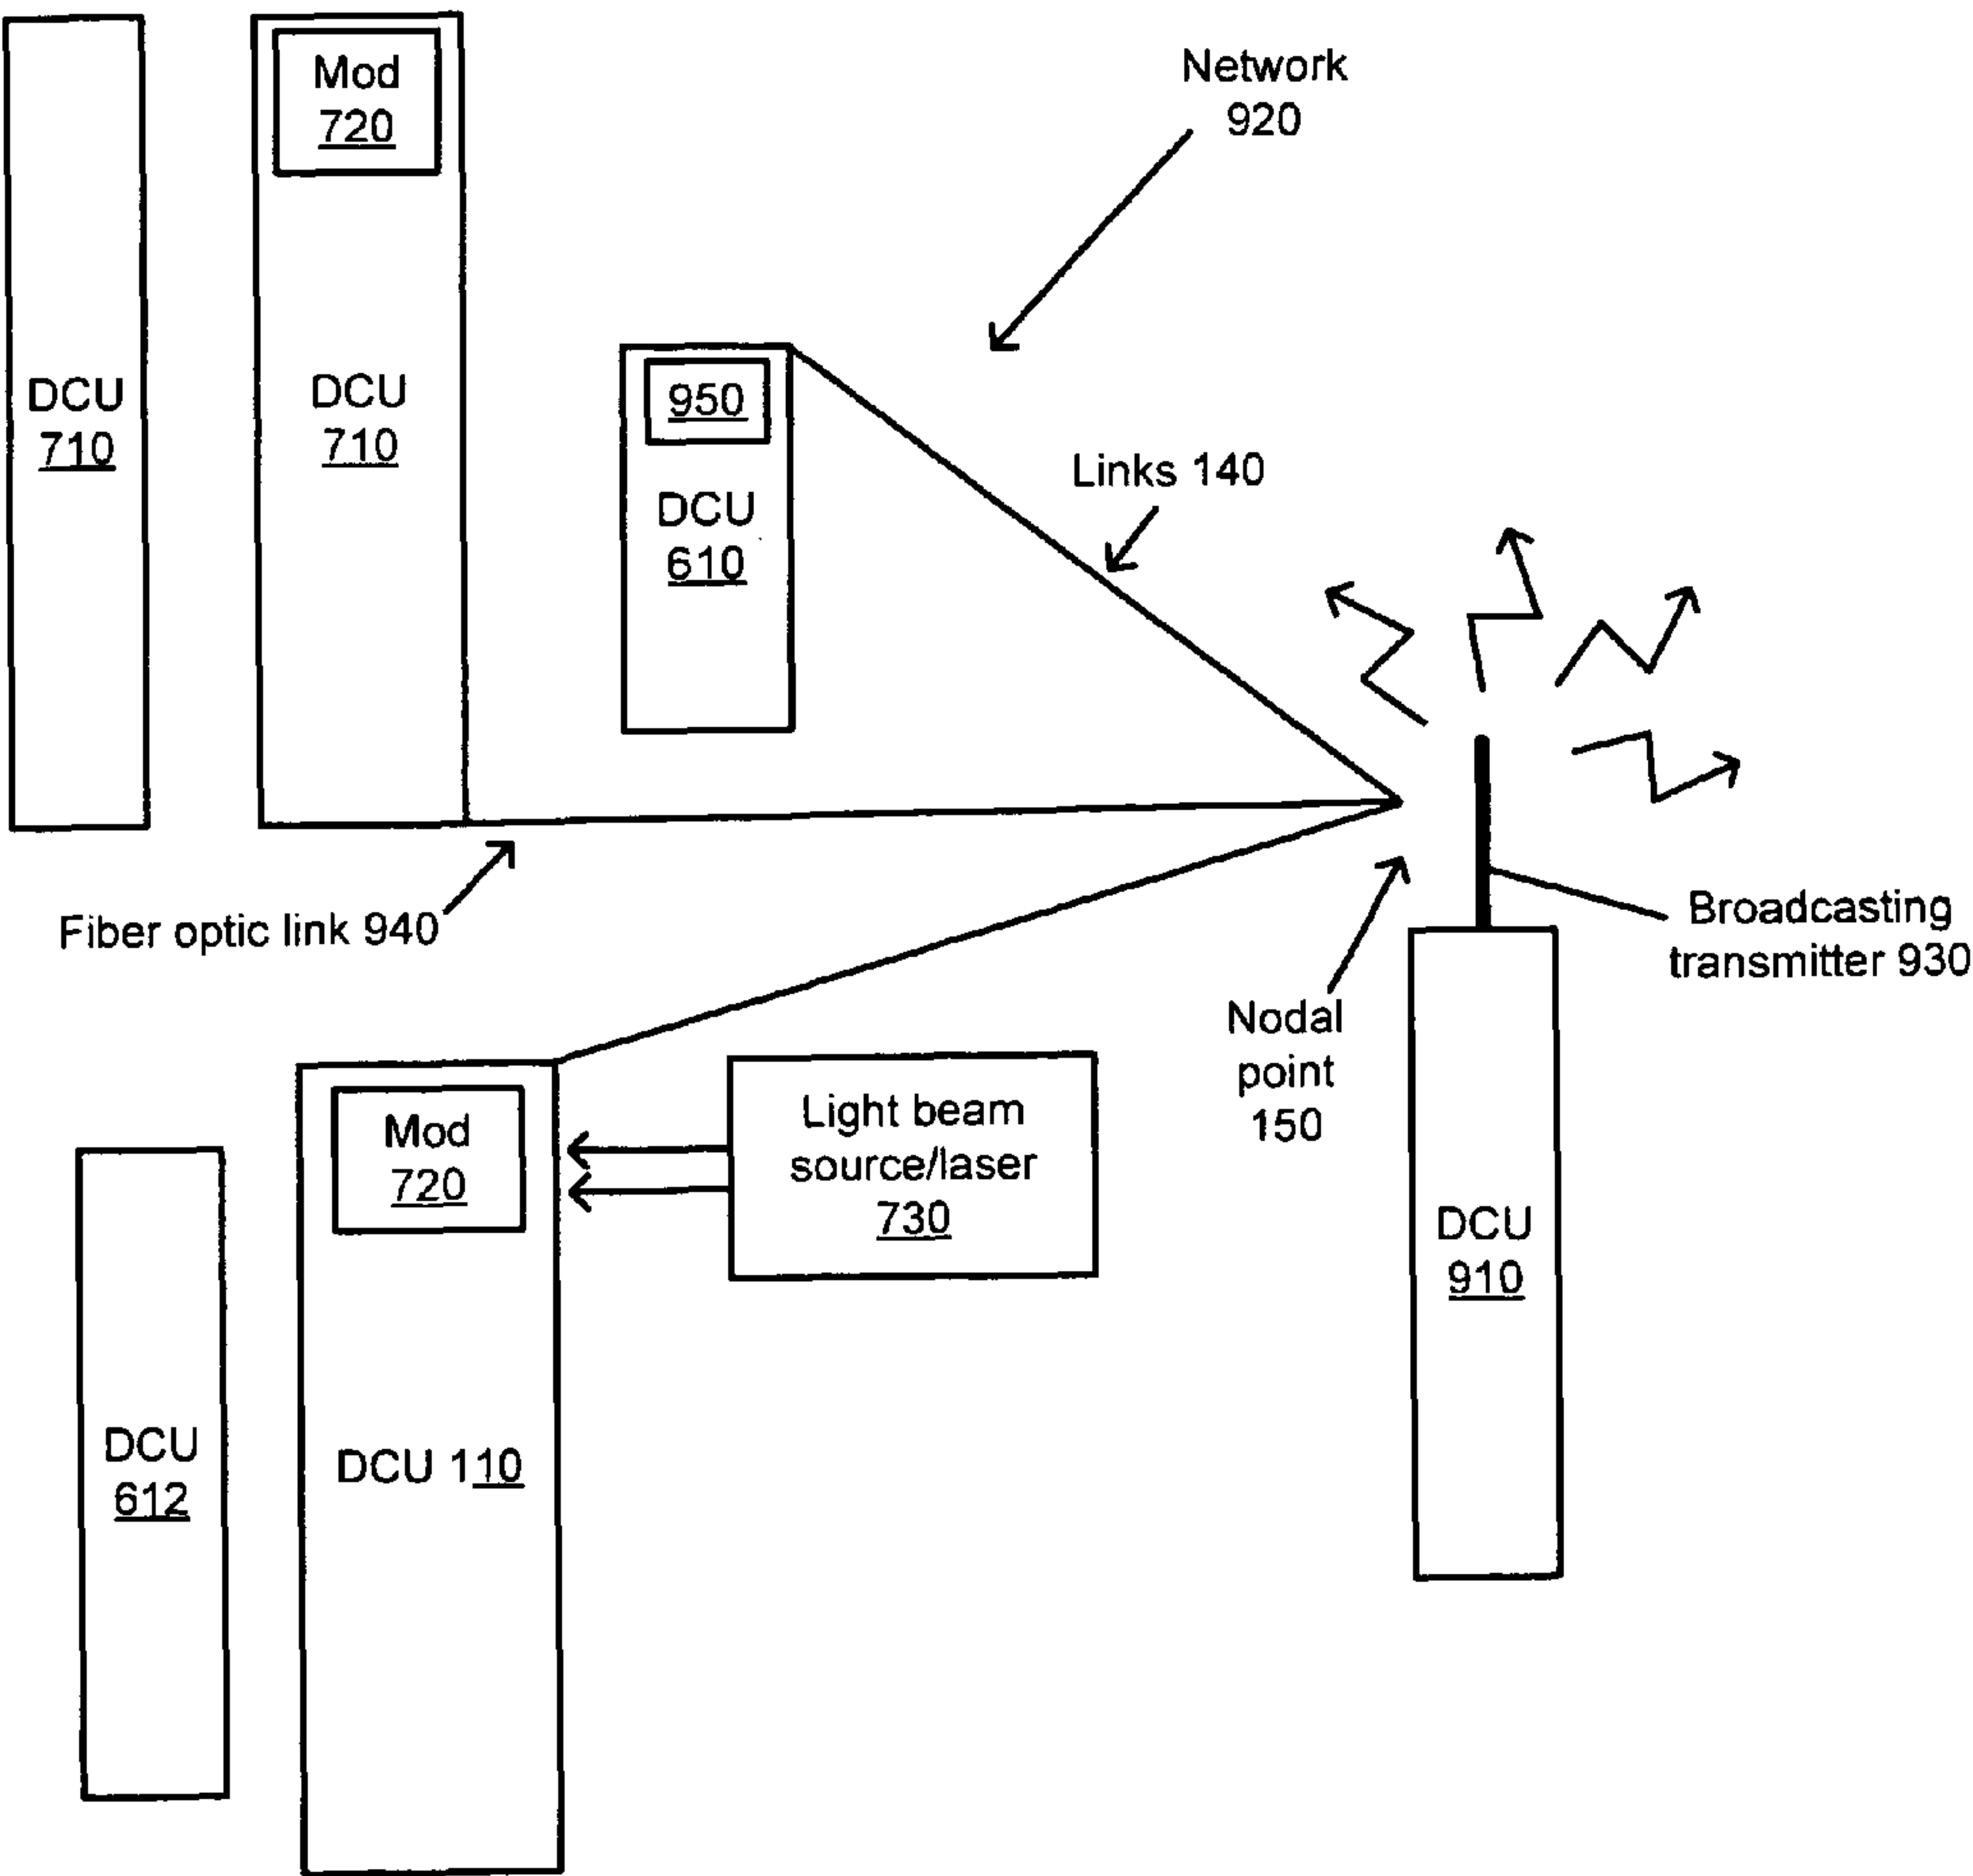 Mod
720
Network
920
DCU
710
DCU
710
950
DCU
610
Links 140
Fiber optic link 940
Broadcasting
transmitter 930
Nodal
point
150
Mod
720
Light beam
source/laser
730
DCU
910
DCU
612
DCU 110